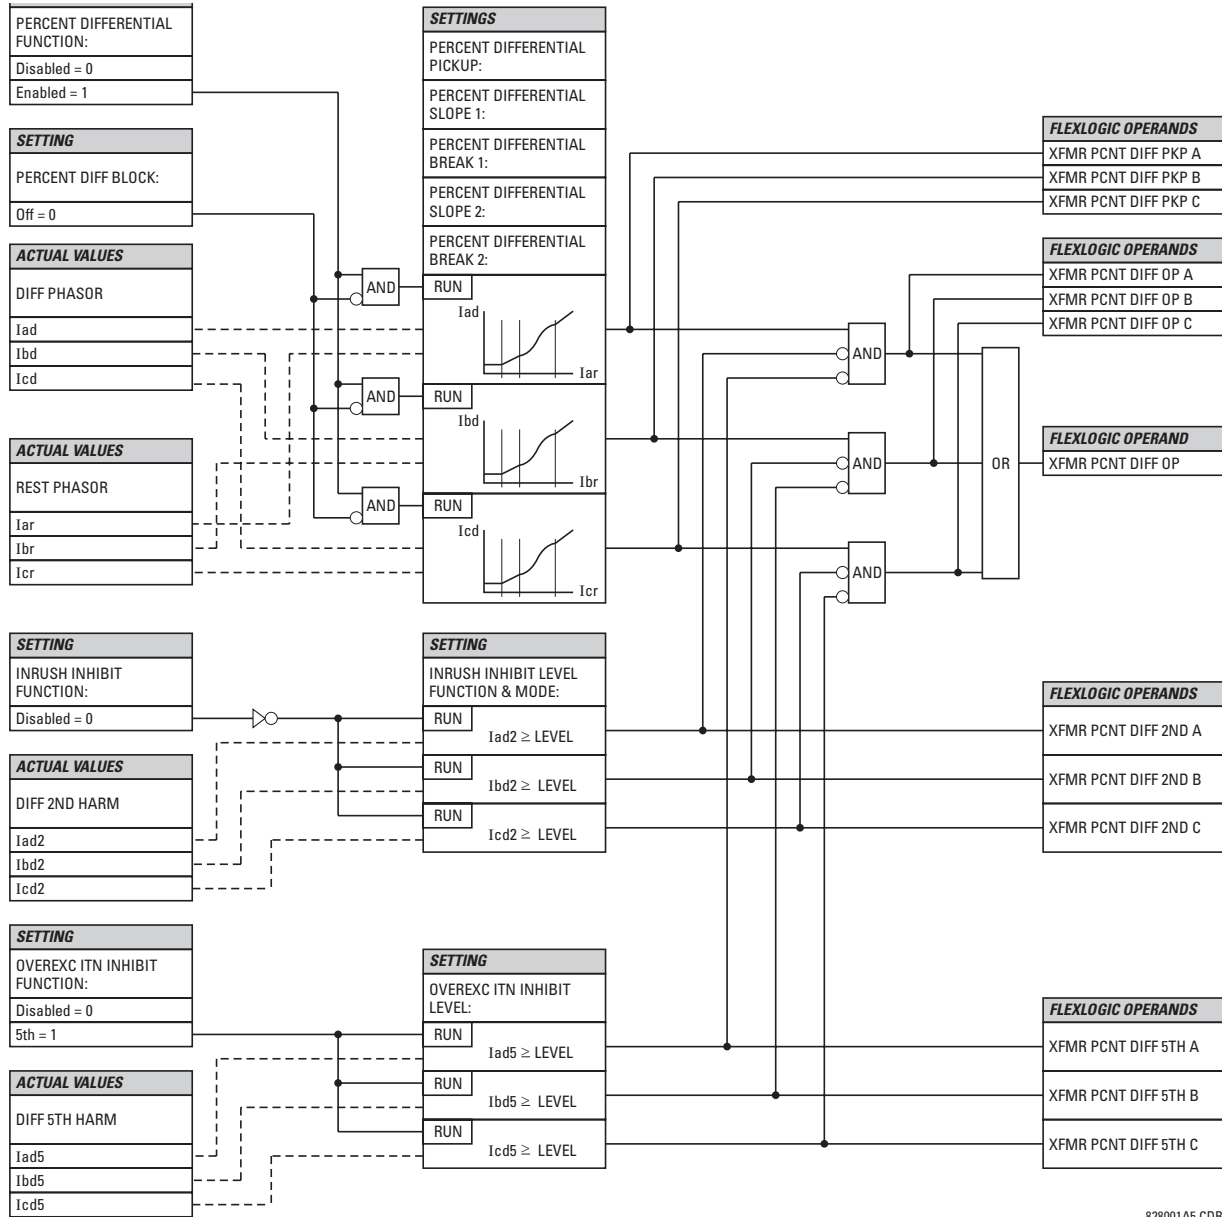 PERCENT DIFFERENTIAL
FUNCTION:
Disabled = 0
Enabled = 1
SETTING
PERCENT DIFF BLOCK:
Off = 0
ACTUAL VALUES
DIFF PHASOR
Iad
Ibd
Icd
ACTUAL VALUES
REST PHASOR
Iar
Ibr
Icr
SETTING
INRUSH INHIBIT
FUNCTION:
Disabled = 0
ACTUAL VALUES
DIFF 2ND HARM
Iad2
Ibd2
Icd2
SETTING
OVEREXC ITN INHIBIT
FUNCTION:
Disabled = 0
5th = 1
ACTUAL VALUES
DIFF 5TH HARM
Iad5
Ibd5
Icd5
AND
AND
AND
SETTINGS
PERCENT DIFFERENTIAL
PICKUP:
PERCENT DIFFERENTIAL
SLOPE 1:
PERCENT DIFFERENTIAL
BREAK 1:
PERCENT DIFFERENTIAL
SLOPE 2:
PERCENT DIFFERENTIAL
BREAK 2:
RUN
Iad
Iar
RUN
Ibd
Ibr
RUN
Icd
Icr
SETTING
INRUSH INHIBIT LEVEL
FUNCTION & MODE:
RUN
Iad2 ≥ LEVEL
RUN
Ibd2 ≥ LEVEL
RUN
Icd2 ≥ LEVEL
SETTING
OVEREXC ITN INHIBIT
LEVEL:
RUN
Iad5 ≥ LEVEL
RUN
Ibd5 ≥ LEVEL
RUN
Icd5 ≥ LEVEL
AND
AND
AND
OR
FLEXLOGIC OPERANDS
XFMR PCNT DIFF PKP A
XFMR PCNT DIFF PKP B
XFMR PCNT DIFF PKP C
FLEXLOGIC OPERANDS
XFMR PCNT DIFF OP A
XFMR PCNT DIFF OP B
XFMR PCNT DIFF OP C
FLEXLOGIC OPERAND
XFMR PCNT DIFF OP
FLEXLOGIC OPERANDS
XFMR PCNT DIFF 2ND A
XFMR PCNT DIFF 2ND B
XFMR PCNT DIFF 2ND C
FLEXLOGIC OPERANDS
XFMR PCNT DIFF 5TH A
XFMR PCNT DIFF 5TH B
XFMR PCNT DIFF 5TH C
828001A5.CDR